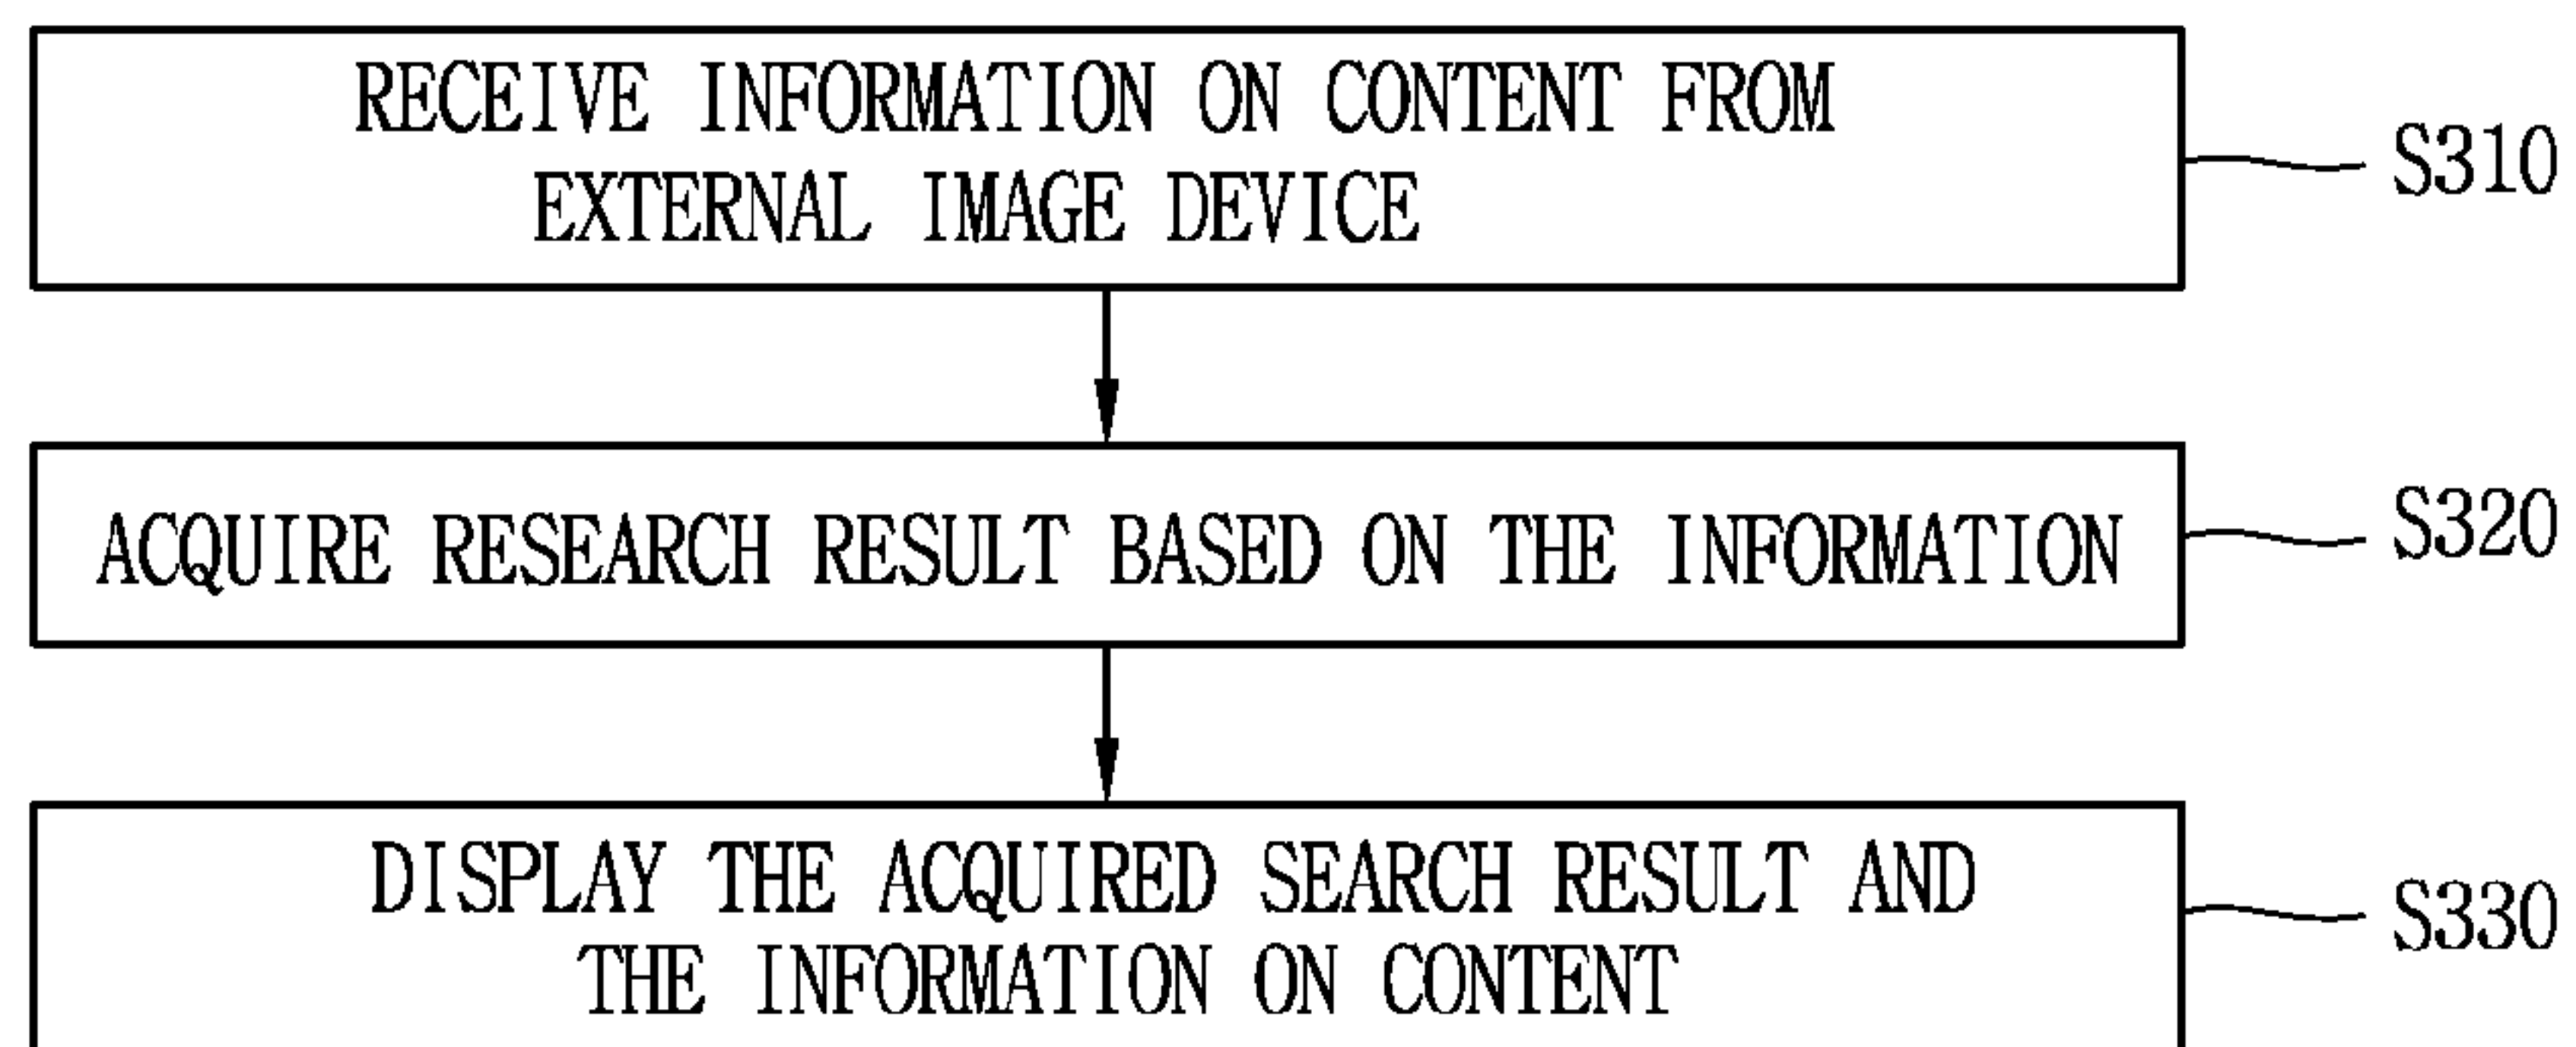 RECEIVE INFORMATION ON CONTENT FROM
EXTERNAL IMAGE DEVICE
S310
ACQUIRE RESEARCH RESULT BASED ON THE INFORMATION
S320
DISPLAY THE ACQUIRED SEARCH RESULT AND
THE INFORMATION ON CONTENT
S330